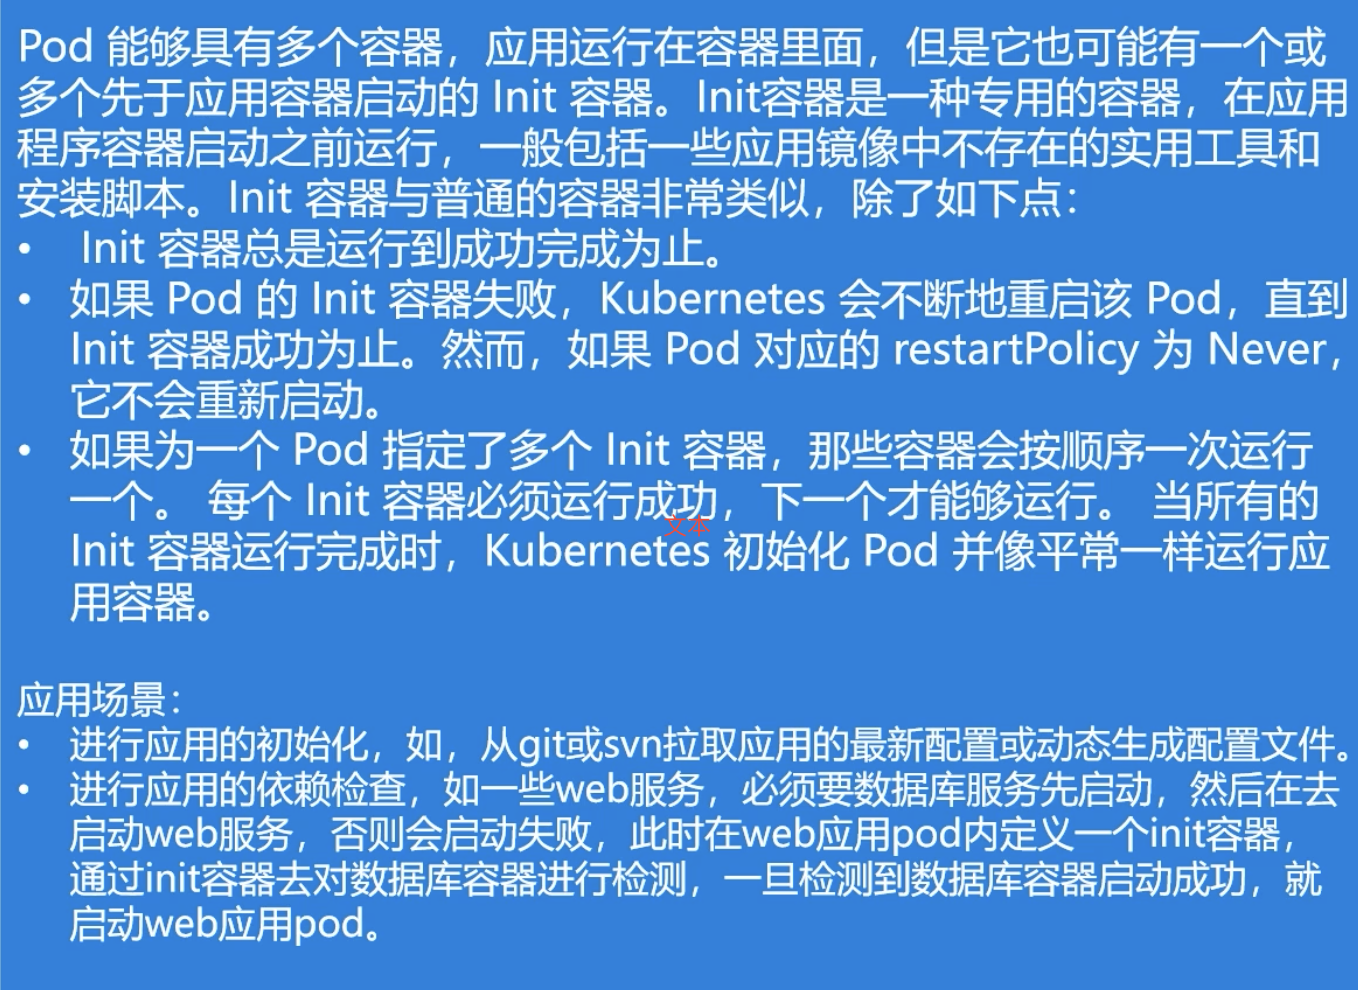 Pod 能够具有多个容器，应用运行在容器里面，但是它也可能有一个或
多个先于应用容器启动的 Init 容器。Init容器是一种专用的容器，在应用
程序容器启动之前运行，一般包括一些应用镜像中不存在的实用工具和
安装脚本。Init 容器与普通的容器非常类似，除了如下点：
• Init 容器总是运行到成功完成为止。
• 如果 Pod 的 Init 容器失败，Kubernetes 会不断地重启该 Pod，直到
Init 容器成功为止。然而，如果 Pod 对应的 restartPolicy 为 Never，
它不会重新启动。
• 如果为一个 Pod 指定了多个 Init 容器，那些容器会按顺序一次运行
一个。 每个 Init 容器必须运行成功，下一个才能够运行。 当所有的
文本
Init 容器运行完成时，Kubernetes 初始化 Pod 并像平常一样运行应
用容器。
应用场景：
• 进行应用的初始化，如，从git或svn拉取应用的最新配置或动态生成配置文件。
• 进行应用的依赖检查，如一些web服务，必须要数据库服务先启动，然后在去
启动web服务，否则会启动失败，此时在web应用pod内定义一个init容器，
通过init容器去对数据库容器进行检测，一旦检测到数据库容器启动成功，就
启动web应用pod。